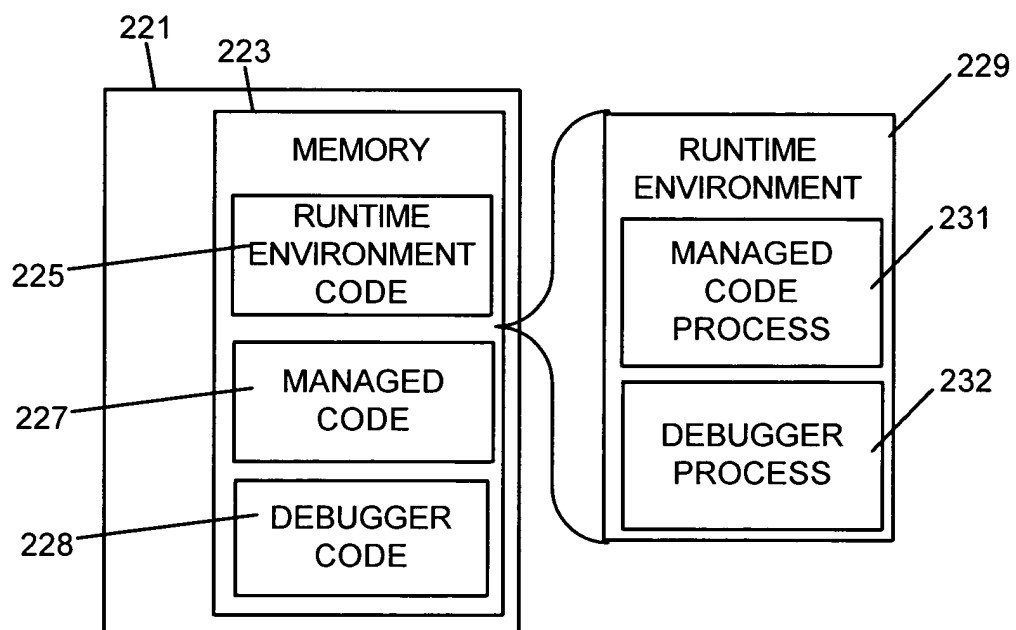 221
223
229
MEMORY
RUNTIME
ENVIRONMENT
RUNTIME
ENVIRONMENT
CODE
225
231
MANAGED
CODE
PROCESS
MANAGED
CODE
227
232
DEBUGGER
PROCESS
DEBUGGER
CODE
228